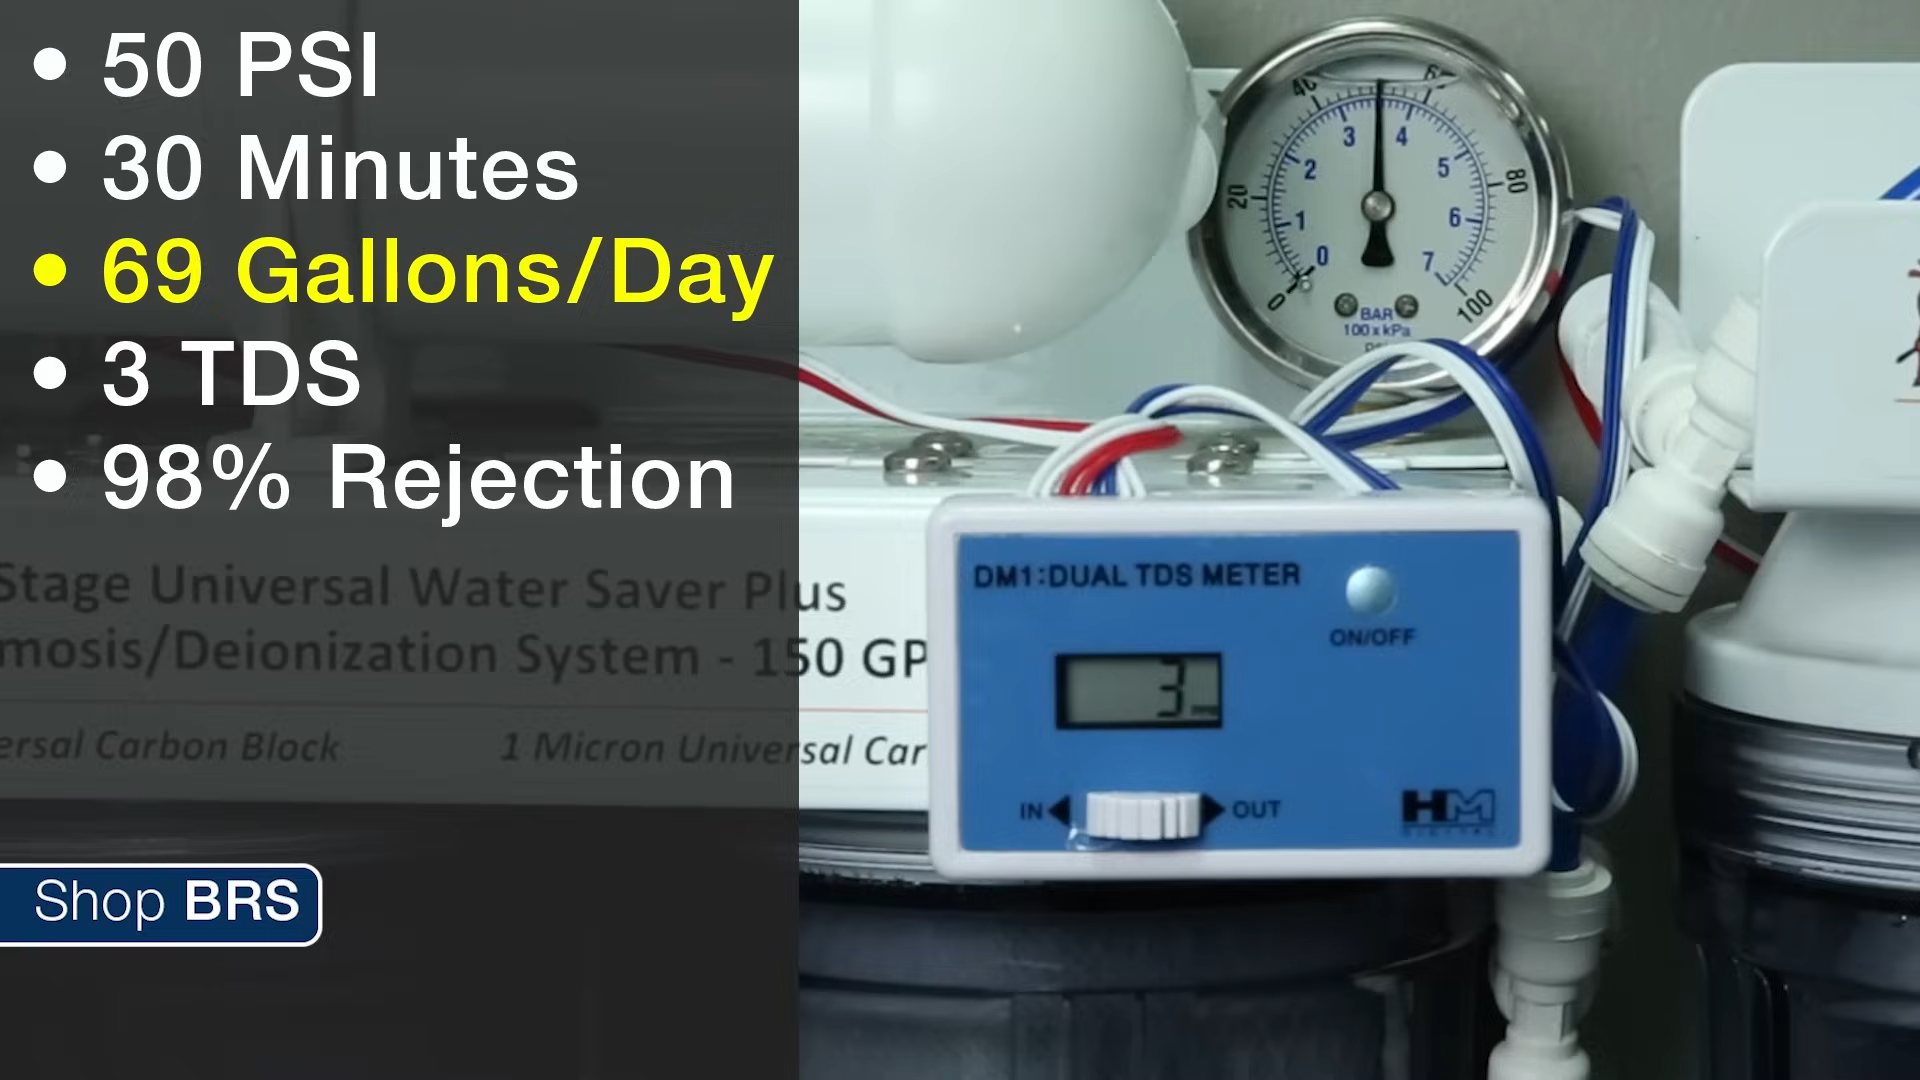 • 50 PSI
• 30 Minutes
• 69 Gallons/Day
• 3 TDS
• 98% Rejection
Stage Universal Water Saver Plus
mosis/Deionization System - 150 GP
ersal Carbon Block
1 Micron Universal Car
Shop BRS
40
20
80
0
100
0
1
2
3
4
5
6
7
BAR
100 x kPa
DM1:DUAL TDS METER
ON/OFF
3
IN
OUT
HM
DIGITAL